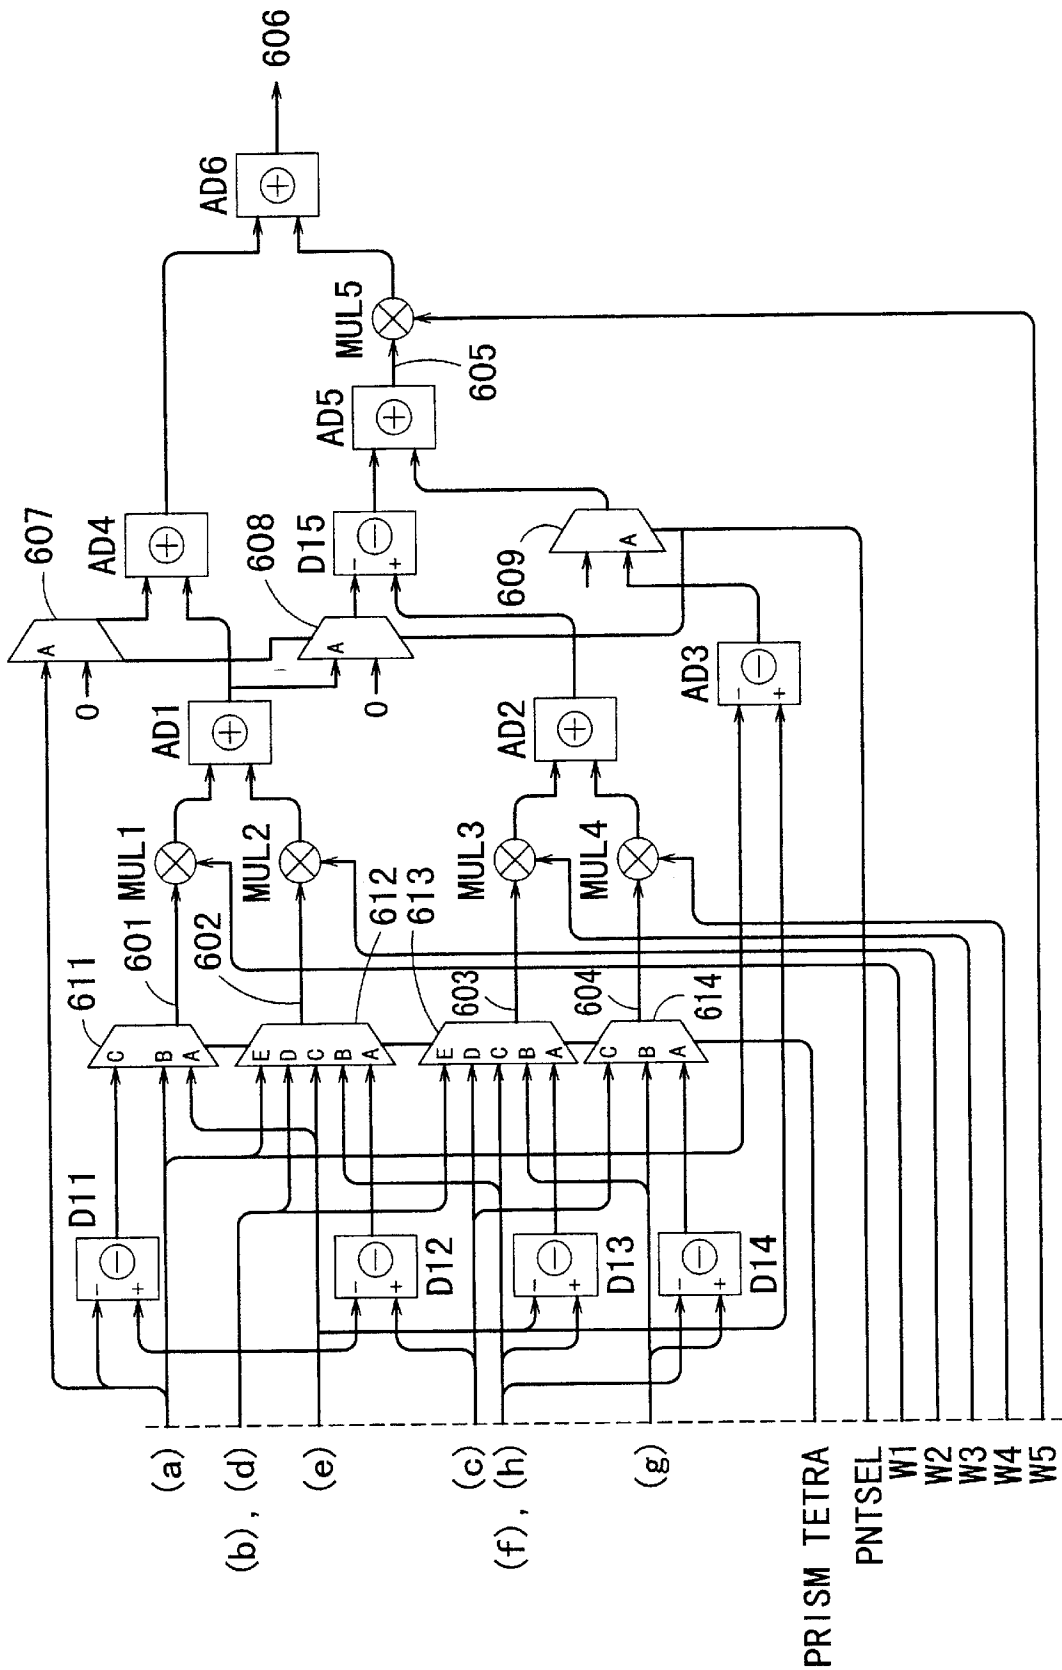 606
AD6
MUL5
605
AD5
607
A
0
AD4
608
A
0
D15
-
+
609
A
AD1
AD2
AD3
-
+
MUL1
MUL2
MUL3
MUL4
611
C
B
A
601
602
612
E
D
C
B
A
613
E
D
C
B
A
603
604
614
C
B
A
D11
-
+
D12
-
+
D13
-
+
D14
-
+
(a)
(b), (d)
(e)
(c)
(f), (h)
(g)
PRISM TETRA
PNTSEL
W1
W2
W3
W4
W5